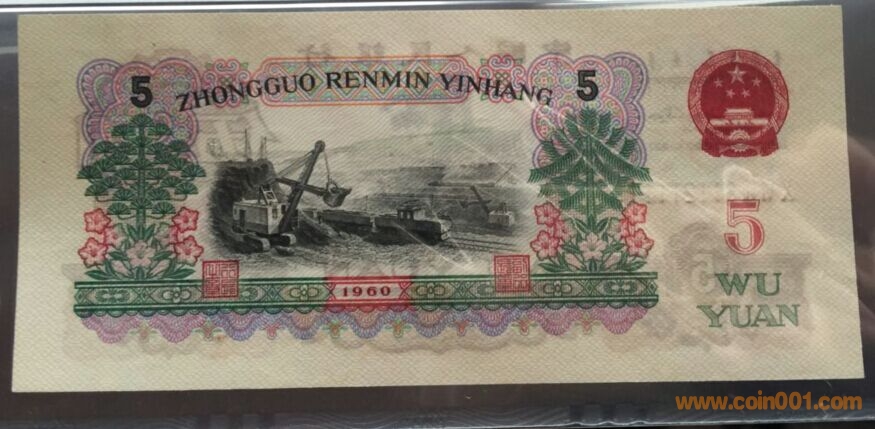 5 ZHONGGUO RENMIN YINHANG 5
5
WU
YUAN
1960
www.coin001.com